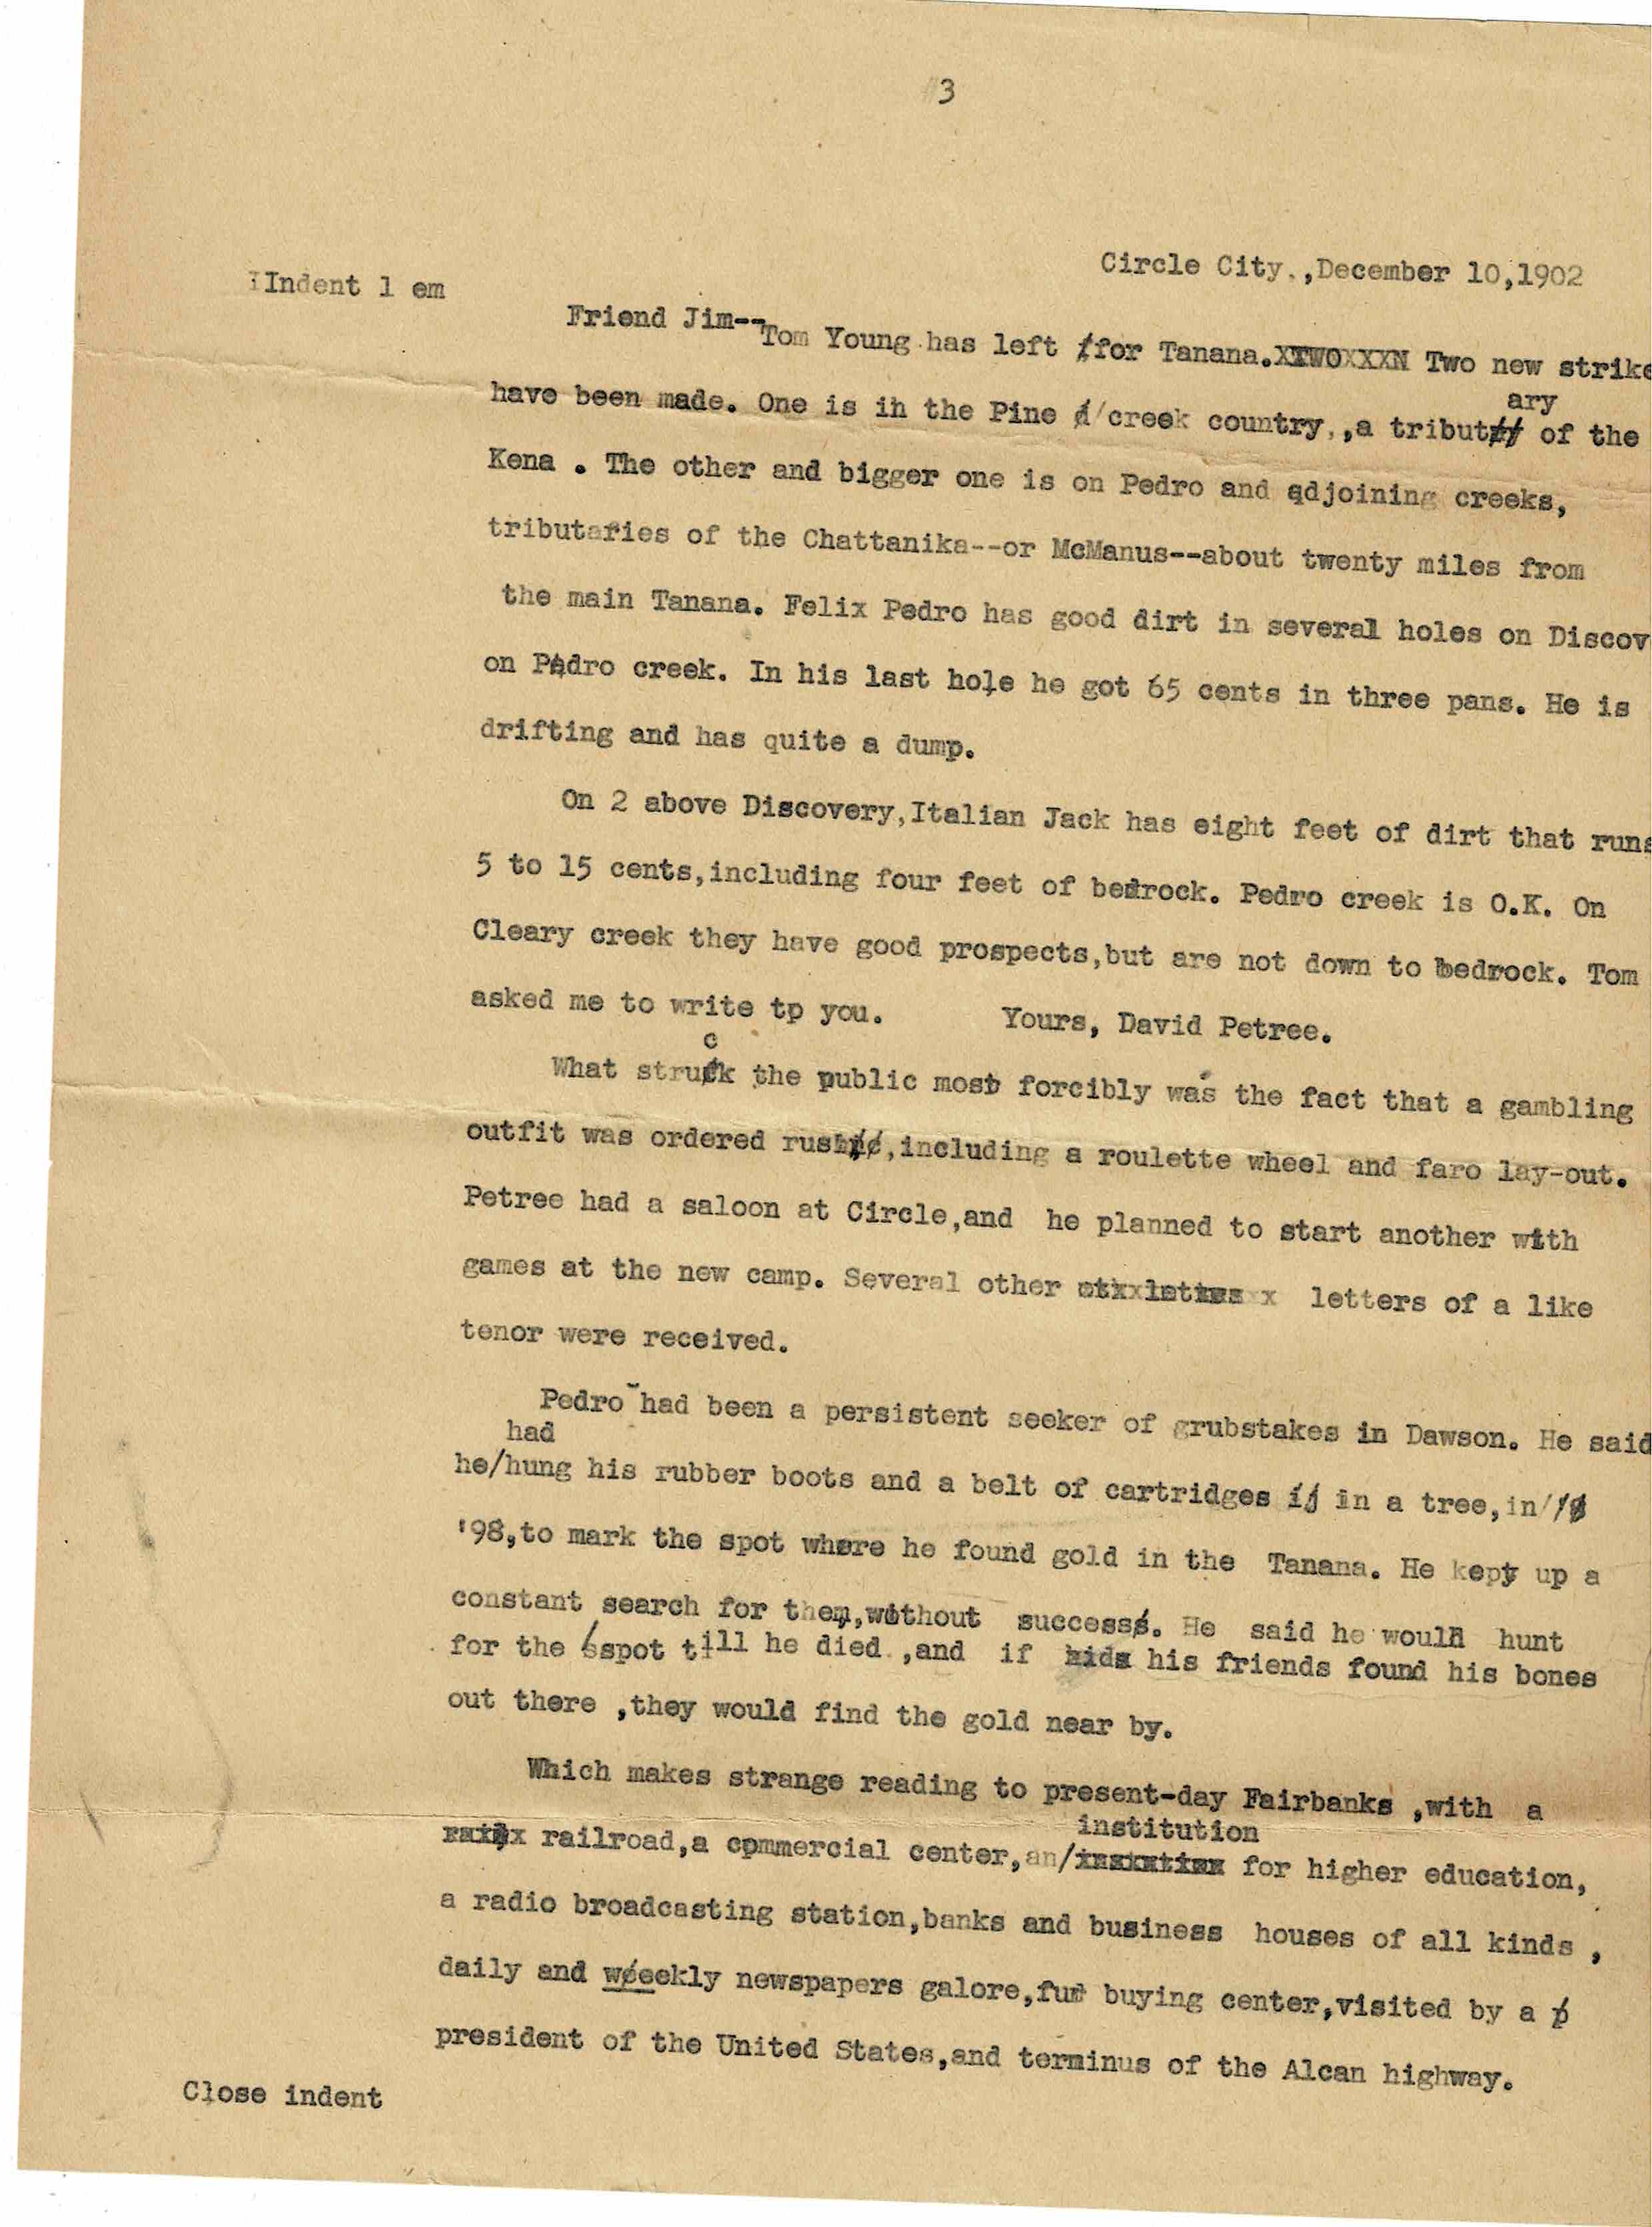 3
Circle City.,December 10,1902
Indent 1 em
Friend Jim--Tom Young has left for Tanana. Two new strike
have been made. One is in the Pine creek country,,a tributary of the
Kena . The other and bigger one is on Pedro and adjoining creeks,
tributaries of the Chattanika--or McManus--about twenty miles from
the main Tanana. Felix Pedro has good dirt in several holes on Discov
on Pedro creek. In his last hole he got 65 cents in three pans. He is
drifting and has quite a dump.
On 2 above Discovery,Italian Jack has eight feet of dirt that runs
5 to 15 cents,including four feet of bedrock. Pedro creek is O.K. On
Cleary creek they have good prospects,but are not down to bedrock. Tom
asked me to write tp you. Yours, David Petree.
What struck the public most forcibly was the fact that a gambling
outfit was ordered rush,including a roulette wheel and faro lay-out.
Petree had a saloon at Circle,and he planned to start another with
games at the new camp. Several other letters of a like
tenor were received.
Pedro had been a persistent seeker of grubstakes in Dawson. He said
had
he/hung his rubber boots and a belt of cartridges in a tree,in
'98,to mark the spot where he found gold in the Tanana. He kept up a
constant search for them,without success. He said he would hunt
for the spot till he died.,and if his friends found his bones
out there ,they would find the gold near by.
Which makes strange reading to present-day Fairbanks ,with a
institution
railroad,a commercial center,an/ for higher education,
a radio broadcasting station,banks and business houses of all kinds ,
daily and weekly newspapers galore,fur buying center,visited by a
president of the United States,and terminus of the Alcan highway.
Close indent